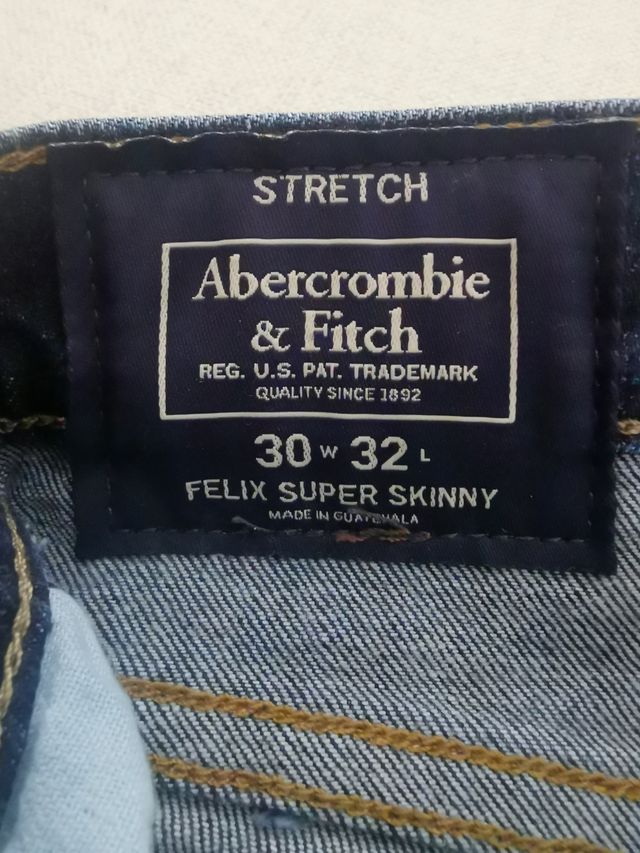 STRETCH
Abercrombie
& Fitch
REG. U.S. PAT. TRADEMARK
QUALITY SINCE 1892
30 W 32 L
FELIX SUPER SKINNY
MADE IN GUATEMALA